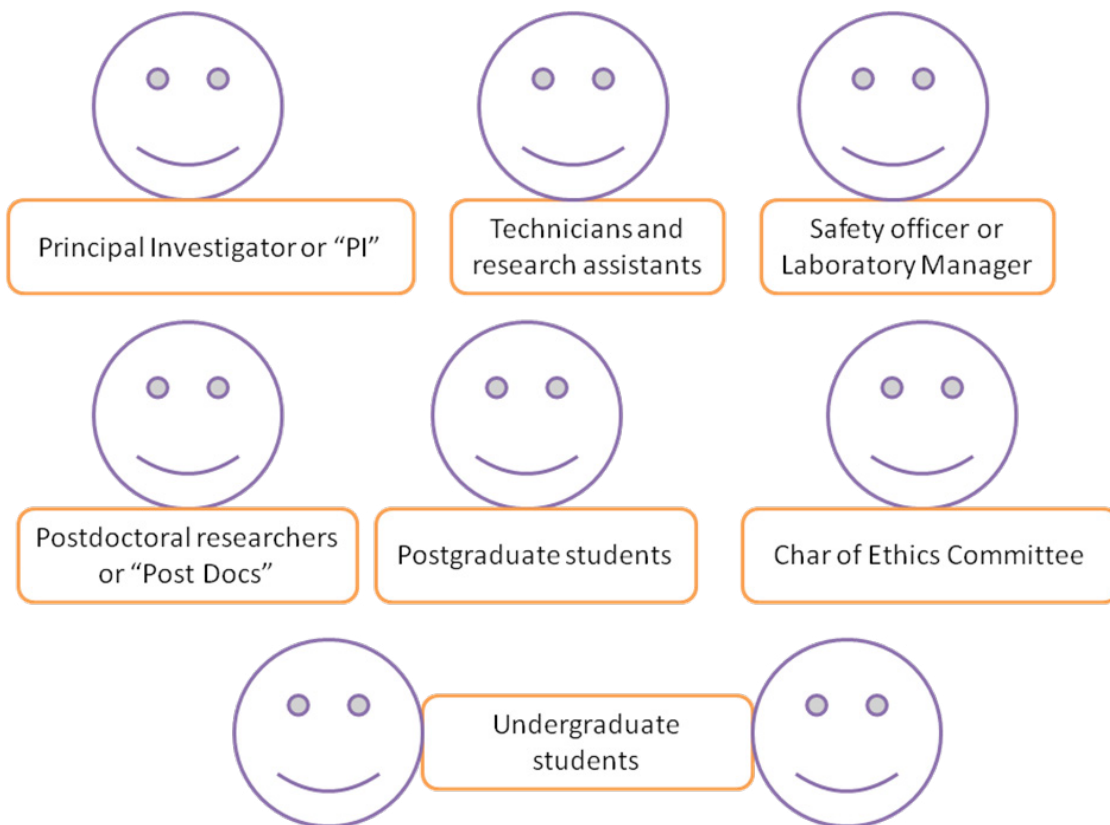 Principal Investigator or “PI”
Technicians and
research assistants
Safety officer or
Laboratory Manager
Postdoctoral researchers
or “Post Docs”
Postgraduate students
Char of Ethics Committee
Undergraduate
students